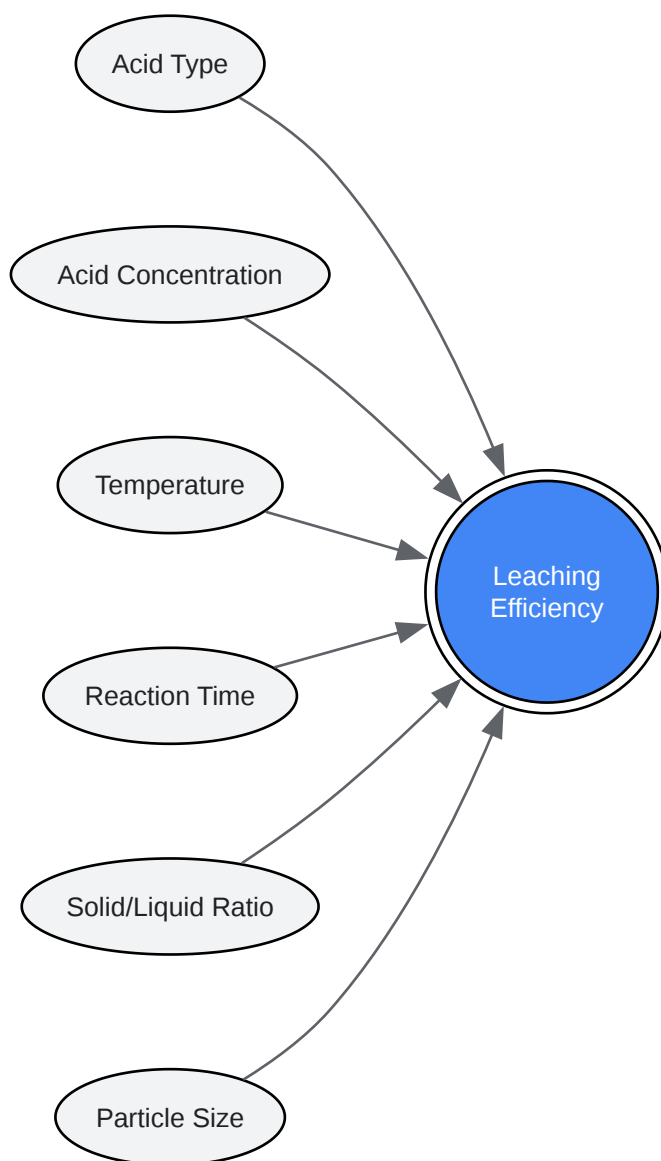 Acid Type
Acid Concentration
Temperature
Leaching
Efficiency
Reaction Time
Solid/Liquid Ratio
Particle Size